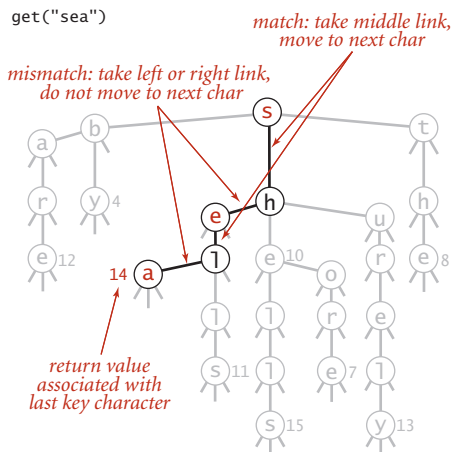 get("sea")
match: take middle link,
move to next char
mismatch: take left or right link,
do not move to next char
s
b t
a
r y 4 h h
e u
e 12 l e 10 r e 8
14 a o
l l r e
s 11 l e 7 l
s 15 y 13
return value
associated with
last key character